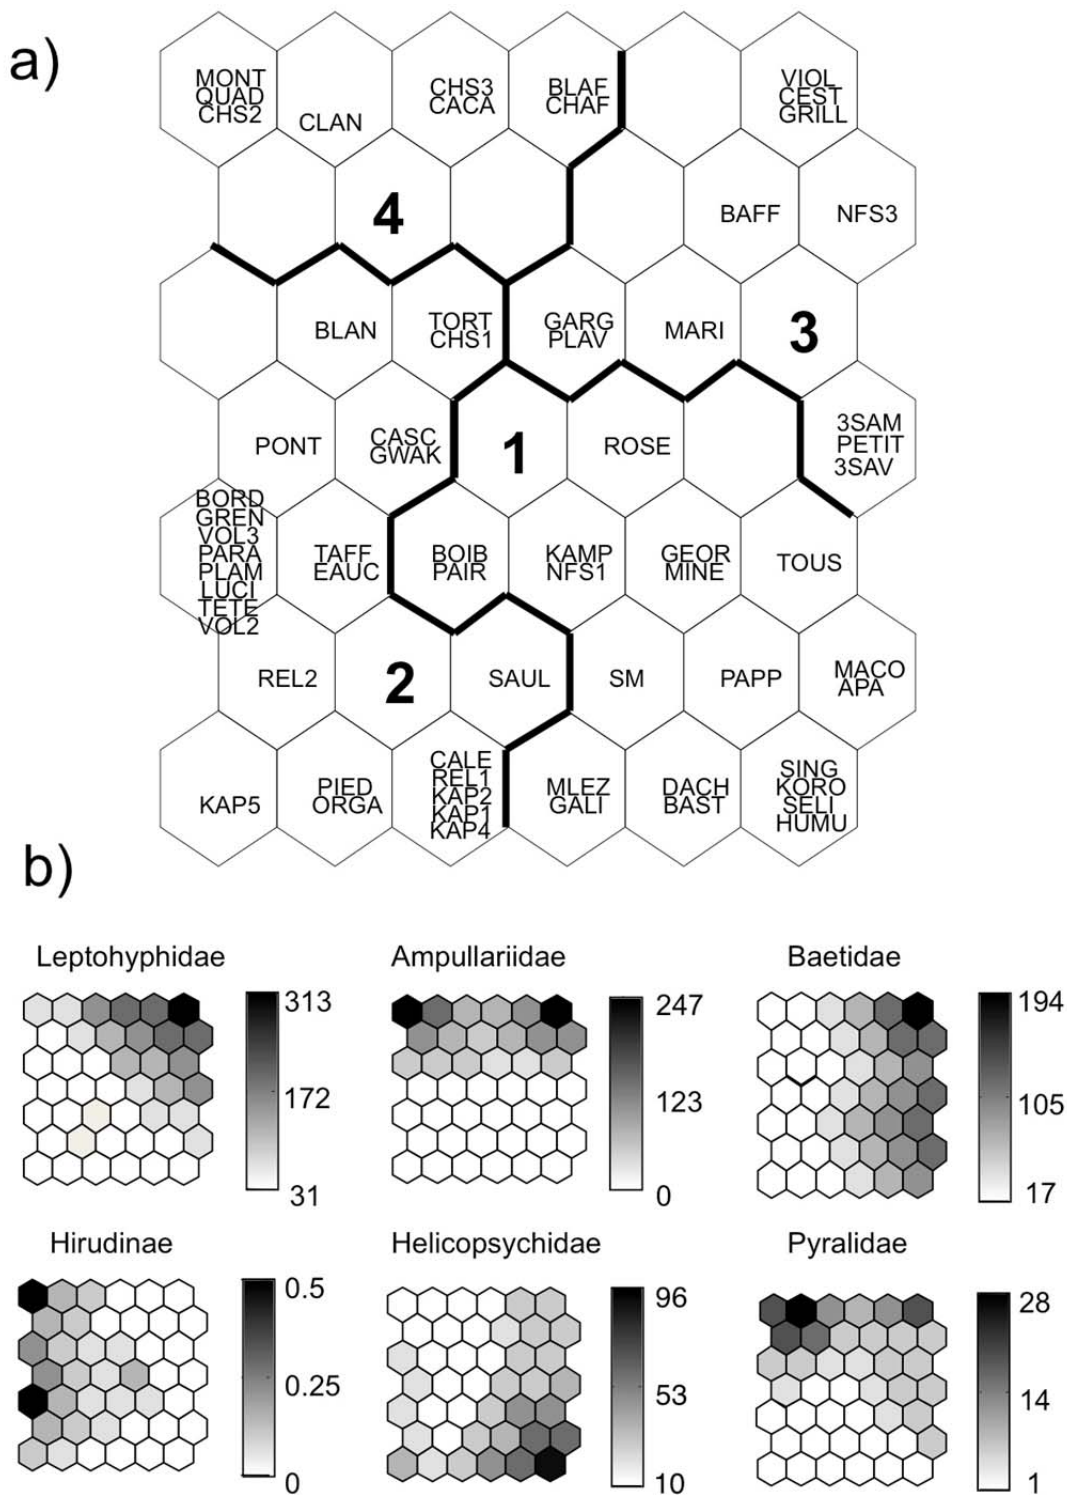 a)
MONT
QUAD
CHS2
CLAN
CHS3
CACA
BLAF
CHAF
VIOL
CEST
GRILL
4
BAFF
NFS3
BLAN
TORT
CHS1
GARG
PLAV
MARI
3
PONT
CASC
GWAK
1
ROSE
3SAM
PETIT
3SAV
BORD
GREN
VOL3
PARA
PLAM
LUCI
TETE
VOL2
TAFF
EAUC
BOIB
PAIR
KAMP
NFS1
GEOR
MINE
TOUS
REL2
2
SAUL
SM
PAPP
MACO
APA
KAP5
PIED
ORGA
CALE
REL1
KAP2
KAP1
KAP4
MLEZ
GALI
DACH
BAST
SING
KORO
SELI
HUMU
b)
Leptohyphidae
313
172
31
Ampullariidae
247
123
0
Baetidae
194
105
17
Hirudinae
0.5
0.25
0
Helicopsychidae
96
53
10
Pyralidae
28
14
1